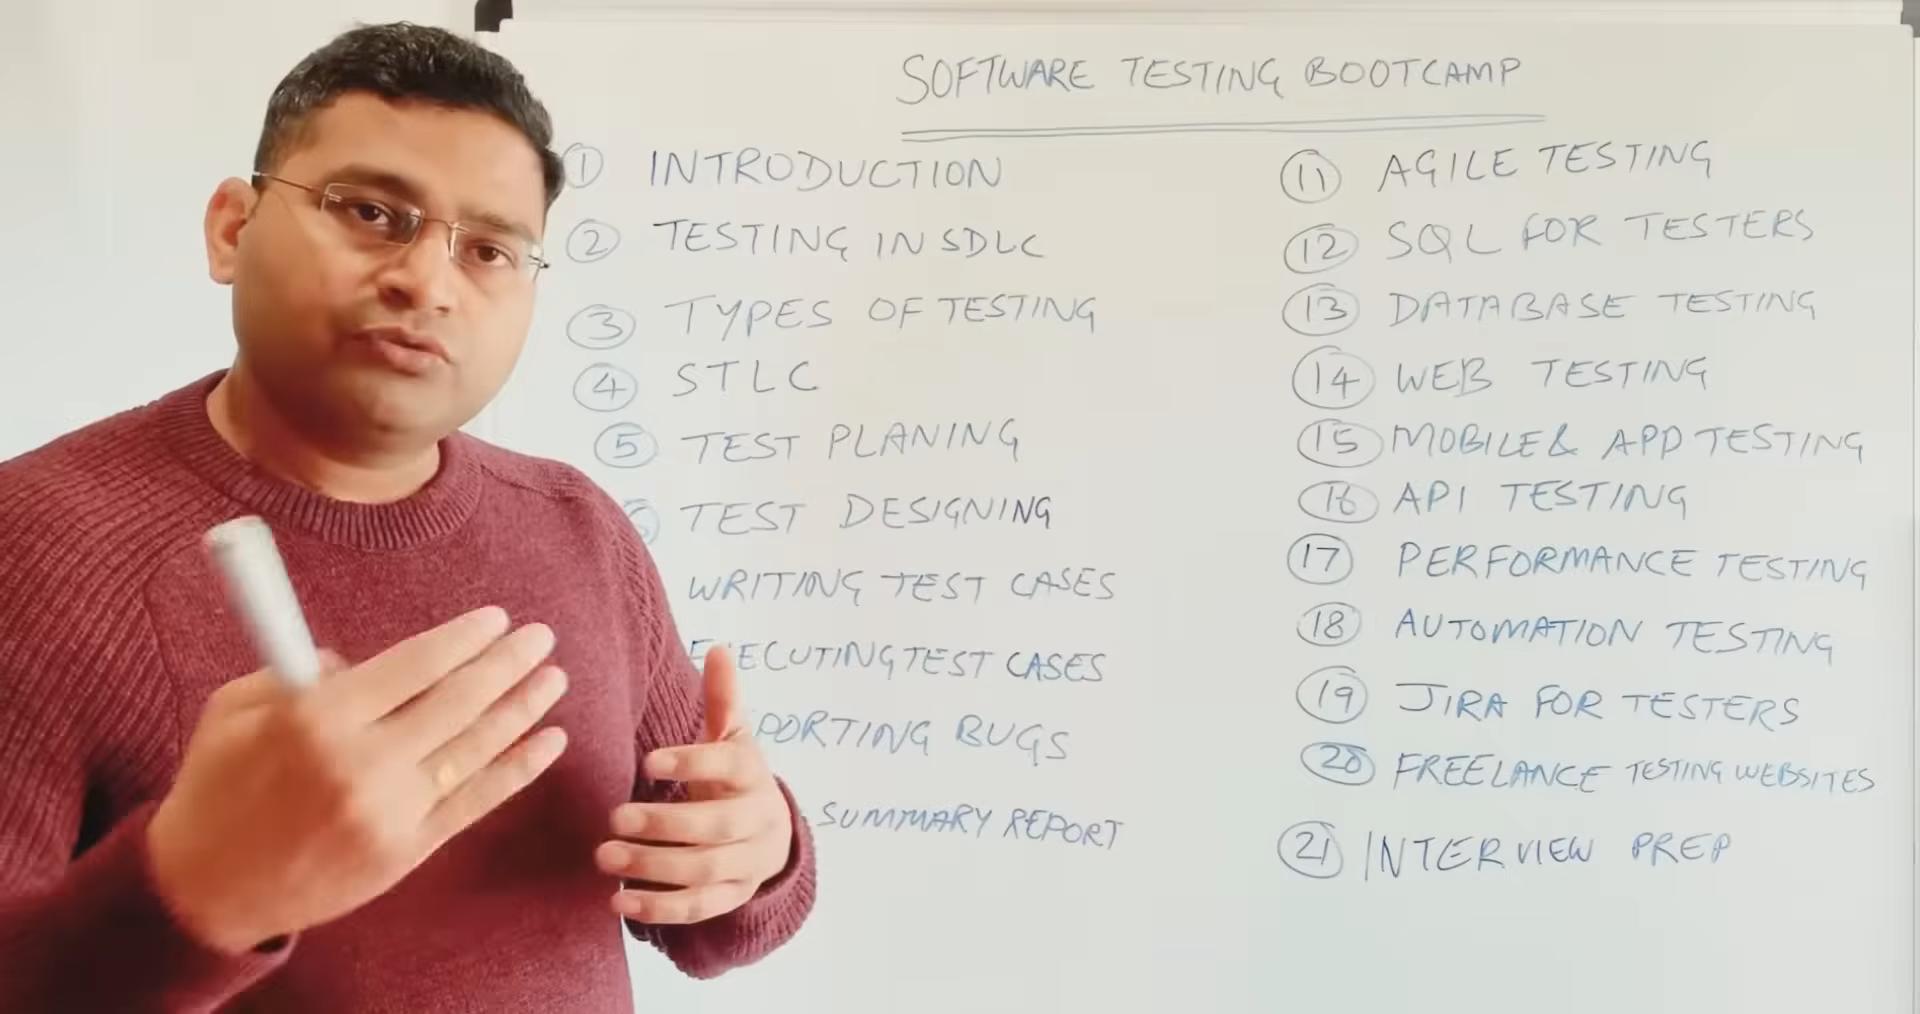 SOFTWARE TESTING BOOTCAMP
1 INTRODUCTION
2 TESTING IN SDLC
3 TYPES OF TESTING
4 STLC
5 TEST PLANING
TEST DESIGNING
WRITING TEST CASES
TEST CASES
BUGS
SUMMARY REPORT
11 AGILE TESTING
12 SQL FOR TESTERS
13 DATABASE TESTING
14 WEB TESTING
15 MOBILE & APP TESTING
16 API TESTING
17 PERFORMANCE TESTING
18 AUTOMATION TESTING
19 JIRA FOR TESTERS
20 FREELANCE TESTING WEBSITES
21 INTERVIEW PREP